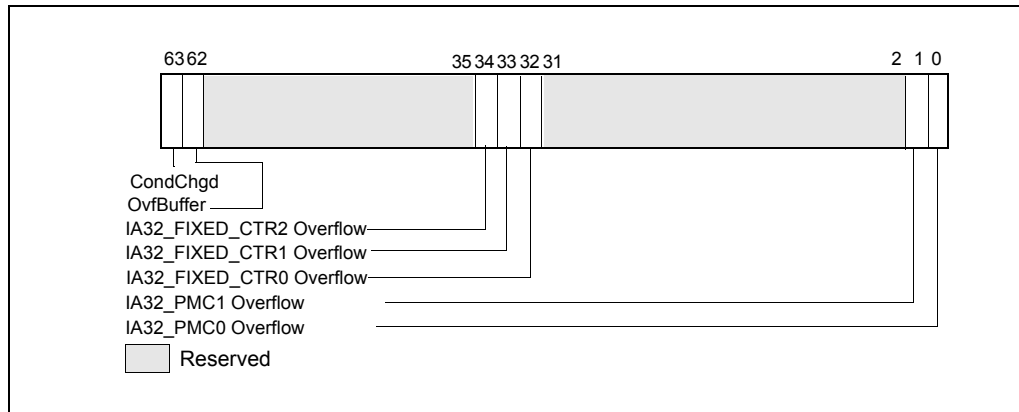 63 62 35 34 33 32 31 2 1 0
CondChgd
OvfBuffer
IA32_FIXED_CTR2 Overflow
IA32_FIXED_CTR1 Overflow
IA32_FIXED_CTR0 Overflow
IA32_PMC1 Overflow
IA32_PMC0 Overflow
Reserved